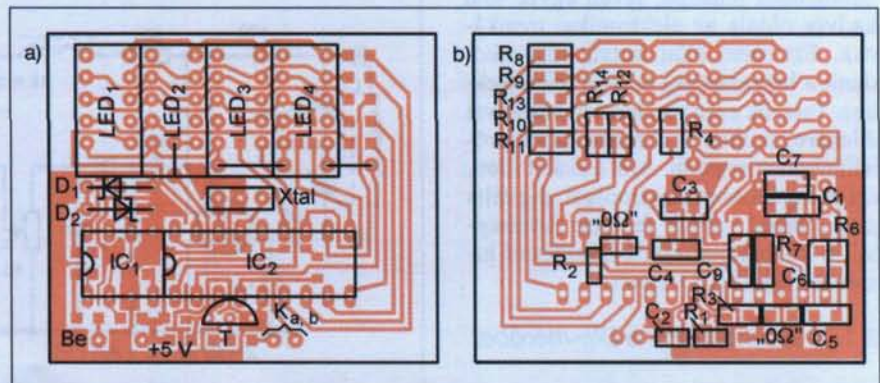 a)
LED₁
LED₂
LED₃
LED₄
D₁
D₂
Xtal
IC₁
IC₂
Be
+5 V
T
Kₐ, b
b)
R₈
R₉
R₁₃
R₁₀
R₁₁
R₁₄
R₁₂
R₄
C₇
C₁
C₃
„0Ω"
R₂
C₄
C₉
R₇
C₆
R₆
R₃
C₂
R₁
„0Ω"
C₅